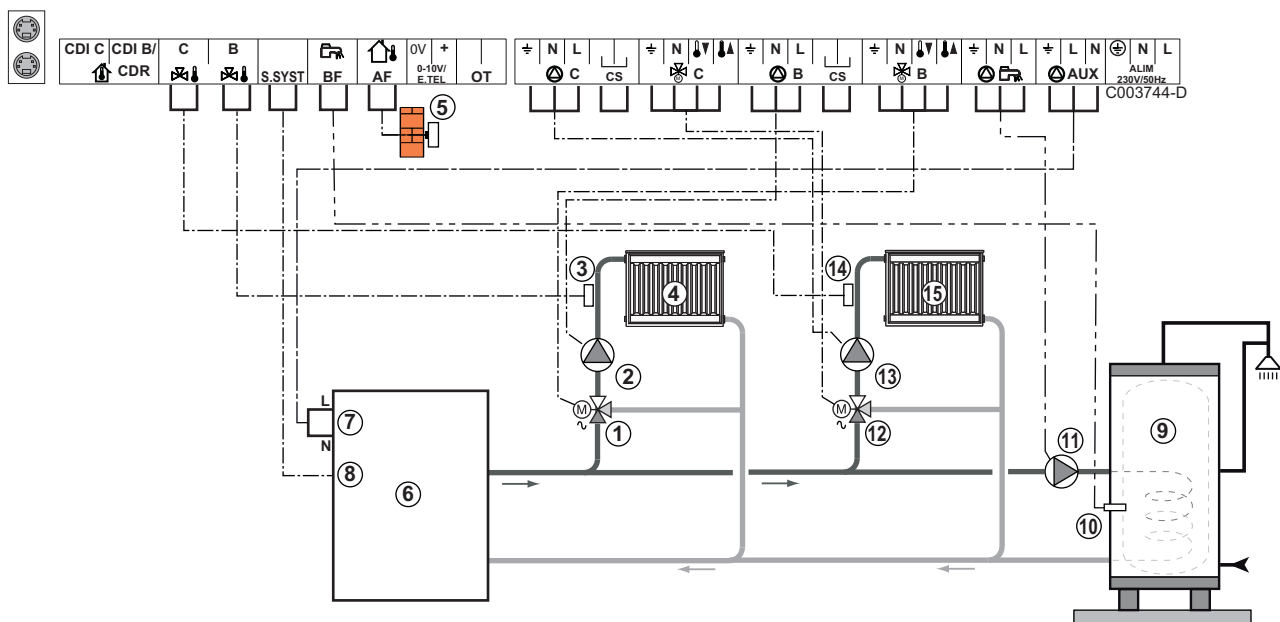 CDI C CDI B/ C B 0V + N L N N L N L N L L N N L
CDR S.SYST BF AF 0-10V/ E.TEL OT C CS C B CS B AUX ALIM 230V/50Hz
C003744-D
5
3 4 14 15
2 13
M 1 M 12
L
7
N
8
6
11
9
10